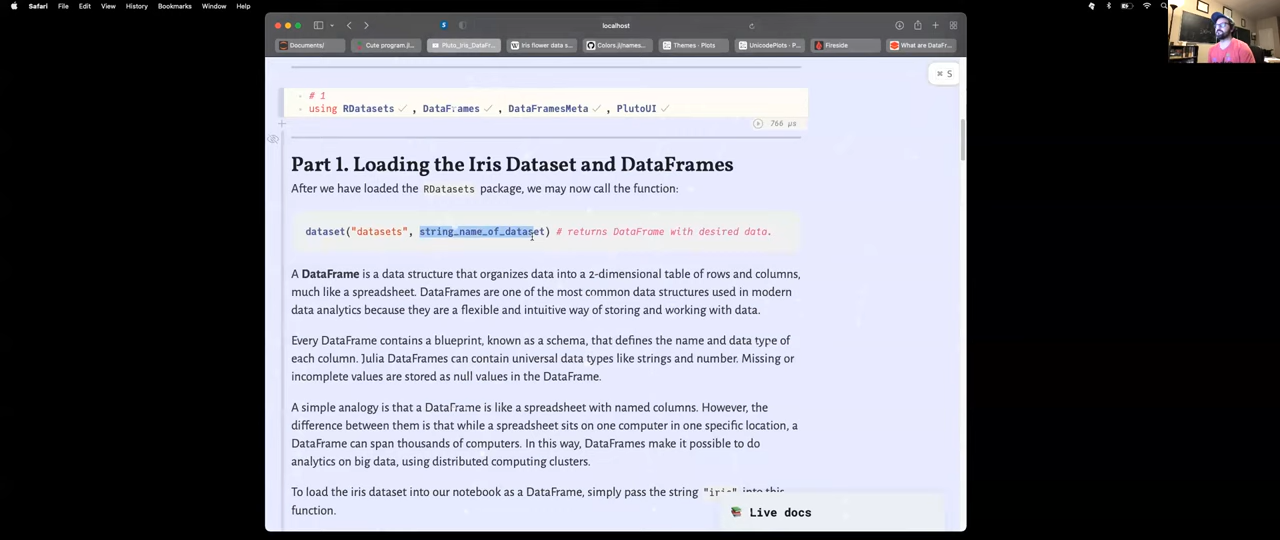 Safari File Edit View History Bookmarks Window Help
localhost
Documents/ Cute program.jl Pluto_Iris_DataFr... Iris flower data s... Colors.jl/names... Themes · Plots UnicodePlots · P... Fireside What are DataFr...
⌘ S
# 1
using RDatasets ✓ , DataFrames ✓ , DataFramesMeta ✓ , PlutoUI ✓
766 μs
Part 1. Loading the Iris Dataset and DataFrames
After we have loaded the RDatasets package, we may now call the function:
dataset("datasets", string_name_of_dataset) # returns DataFrame with desired data.
A DataFrame is a data structure that organizes data into a 2-dimensional table of rows and columns,
much like a spreadsheet. DataFrames are one of the most common data structures used in modern
data analytics because they are a flexible and intuitive way of storing and working with data.
Every DataFrame contains a blueprint, known as a schema, that defines the name and data type of
each column. Julia DataFrames can contain universal data types like strings and number. Missing or
incomplete values are stored as null values in the DataFrame.
A simple analogy is that a DataFrame is like a spreadsheet with named columns. However, the
difference between them is that while a spreadsheet sits on one computer in one specific location, a
DataFrame can span thousands of computers. In this way, DataFrames make it possible to do
analytics on big data, using distributed computing clusters.
To load the iris dataset into our notebook as a DataFrame, simply pass the string "iris" into this
function.
Live docs